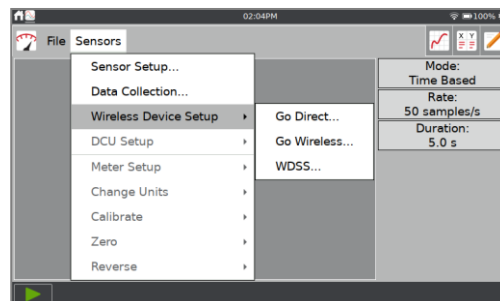 02:04PM 100%
File Sensors
Sensor Setup...
Data Collection...
Wireless Device Setup
DCU Setup
Meter Setup
Change Units
Calibrate
Zero
Reverse
Go Direct...
Go Wireless...
WDSS...
X Y
Mode:
Time Based
Rate:
50 samples/s
Duration:
5.0 s